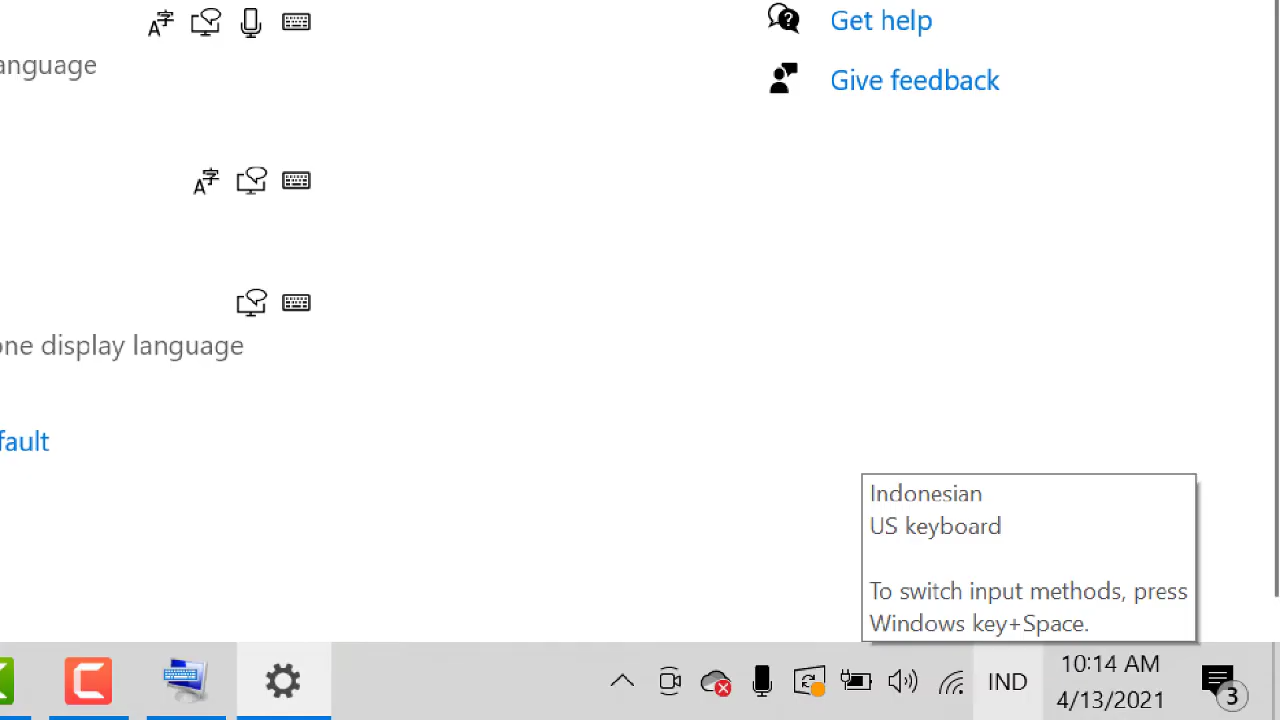 Get help
anguage
Give feedback
one display language
fault
Indonesian
US keyboard
To switch input methods, press
Windows key+Space.
IND
10:14 AM
4/13/2021
3